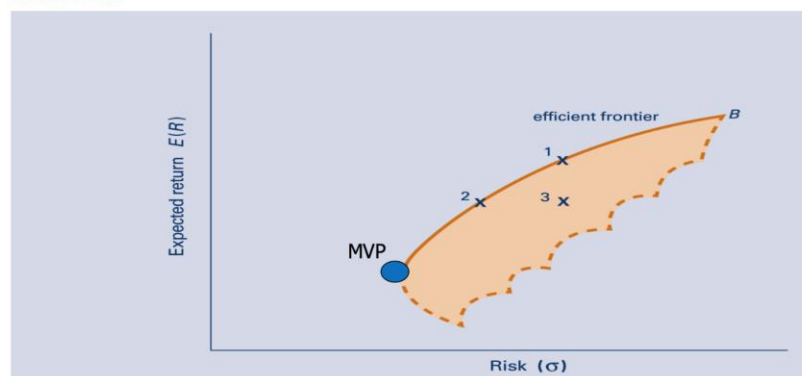 efficient frontier
B
1
2
3
MVP
Expected return E(R)
Risk (σ)